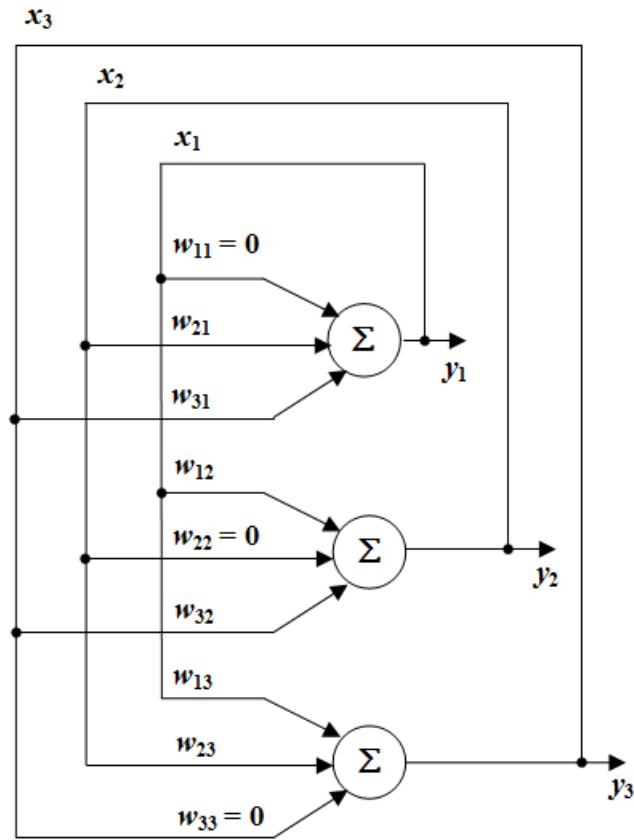 x₃
x₂
x₁
w₁₁ = 0
w₂₁
Σ
y₁
w₃₁
w₁₂
w₂₂ = 0
Σ
y₂
w₃₂
w₁₃
w₂₃
Σ
y₃
w₃₃ = 0